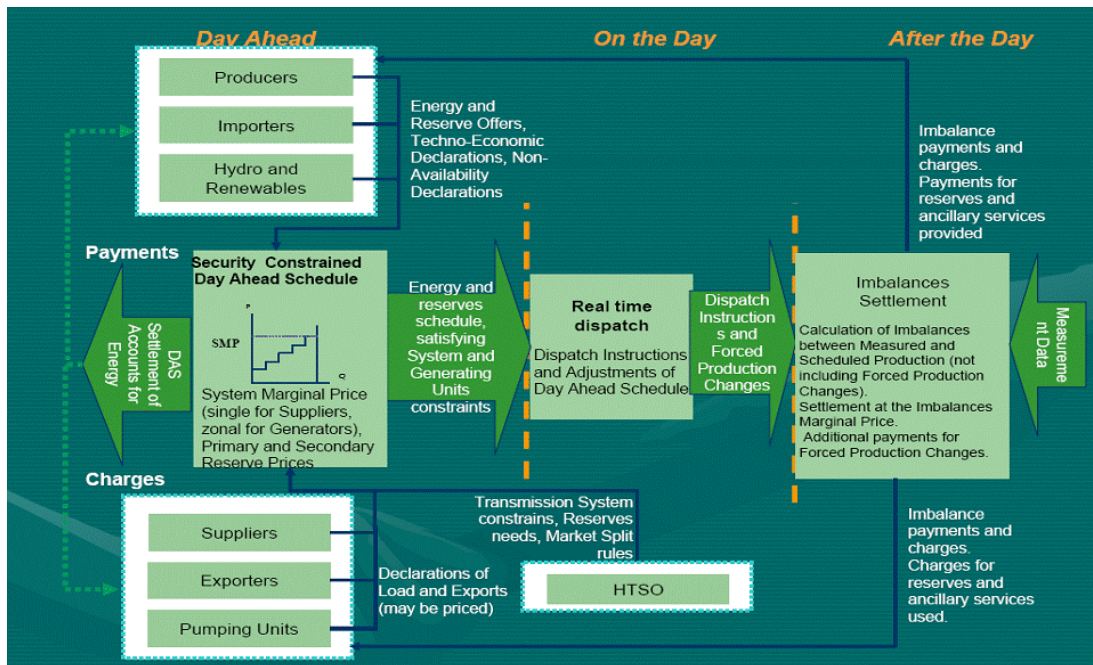 Day Ahead
On the Day
After the Day
Producers
Importers
Hydro and
Renewables
Energy and
Reserve Offers,
Techno-Economic
Declarations, Non-
Availability
Declarations
Imbalance
payments and
charges.
Payments for
reserves and
ancillary services
provided
Payments
DAS
Settlement of
Accounts for
Energy
Security Constrained
Day Ahead Schedule
P
SMP
Q
System Marginal Price
(single for Suppliers,
zonal for Generators),
Primary and Secondary
Reserve Prices
Energy and
reserves
schedule,
satisfying
System and
Generating
Units
constraints
Real time
dispatch
Dispatch Instructions
and Adjustments of
Day Ahead Schedule
Dispatch
Instruction
s and
Forced
Production
Changes
Imbalances
Settlement
Calculation of Imbalances
between Measured and
Scheduled Production (not
including Forced Production
Changes).
Settlement at the Imbalances
Marginal Price.
Additional payments for
Forced Production Changes.
Measureme
nt Data
Charges
Suppliers
Exporters
Pumping Units
Declarations of
Load and Exports
(may be priced)
Transmission System
constrains, Reserves
needs, Market Split
rules
HTSO
Imbalance
payments and
charges.
Charges for
reserves and
ancillary services
used.